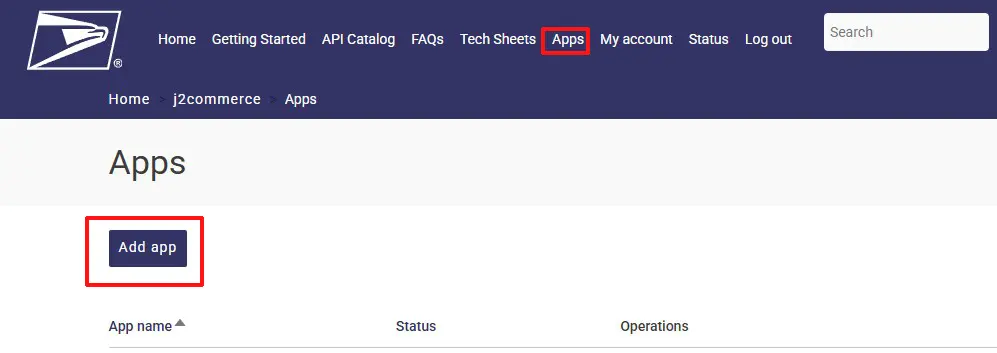 Home Getting Started API Catalog FAQs Tech Sheets Apps My account Status Log out Search
®
Home > j2commerce > Apps
Apps
Add app
App name Status Operations